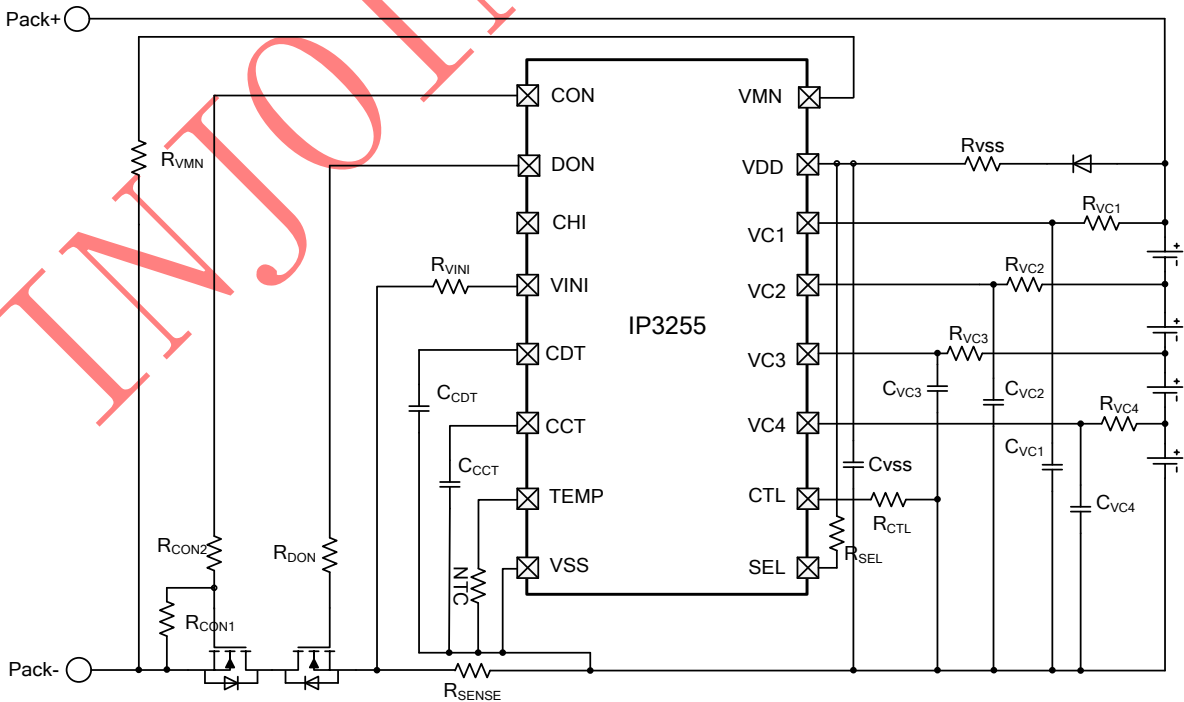 Pack+
INJOIN
CON
VMN
RVMN
DON
VDD
Rvss
CHI
VC1
RVC1
RVINI
VINI
VC2
RVC2
IP3255
CDT
VC3
RVC3
CCDT
CVC3
CVC2
CCT
VC4
RVC4
CCCT
Cvss
CVC1
TEMP
CTL
RCTL
CVC4
RCON2
RDON
NTC
VSS
SEL
RSEL
RCON1
Pack-
RSENSE
+
-
+
-
+
-
+
-